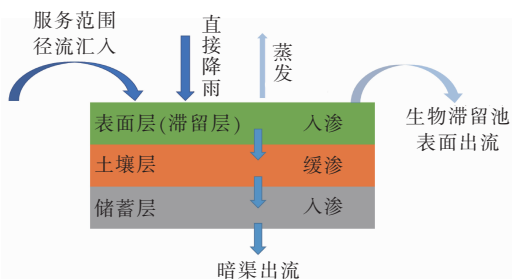 服务范围
径流汇入
直接降雨
蒸发
生物滞留池
表面出流
表面层(滞留层) 入渗
土壤层 缓渗
储蓄层 入渗
暗渠出流